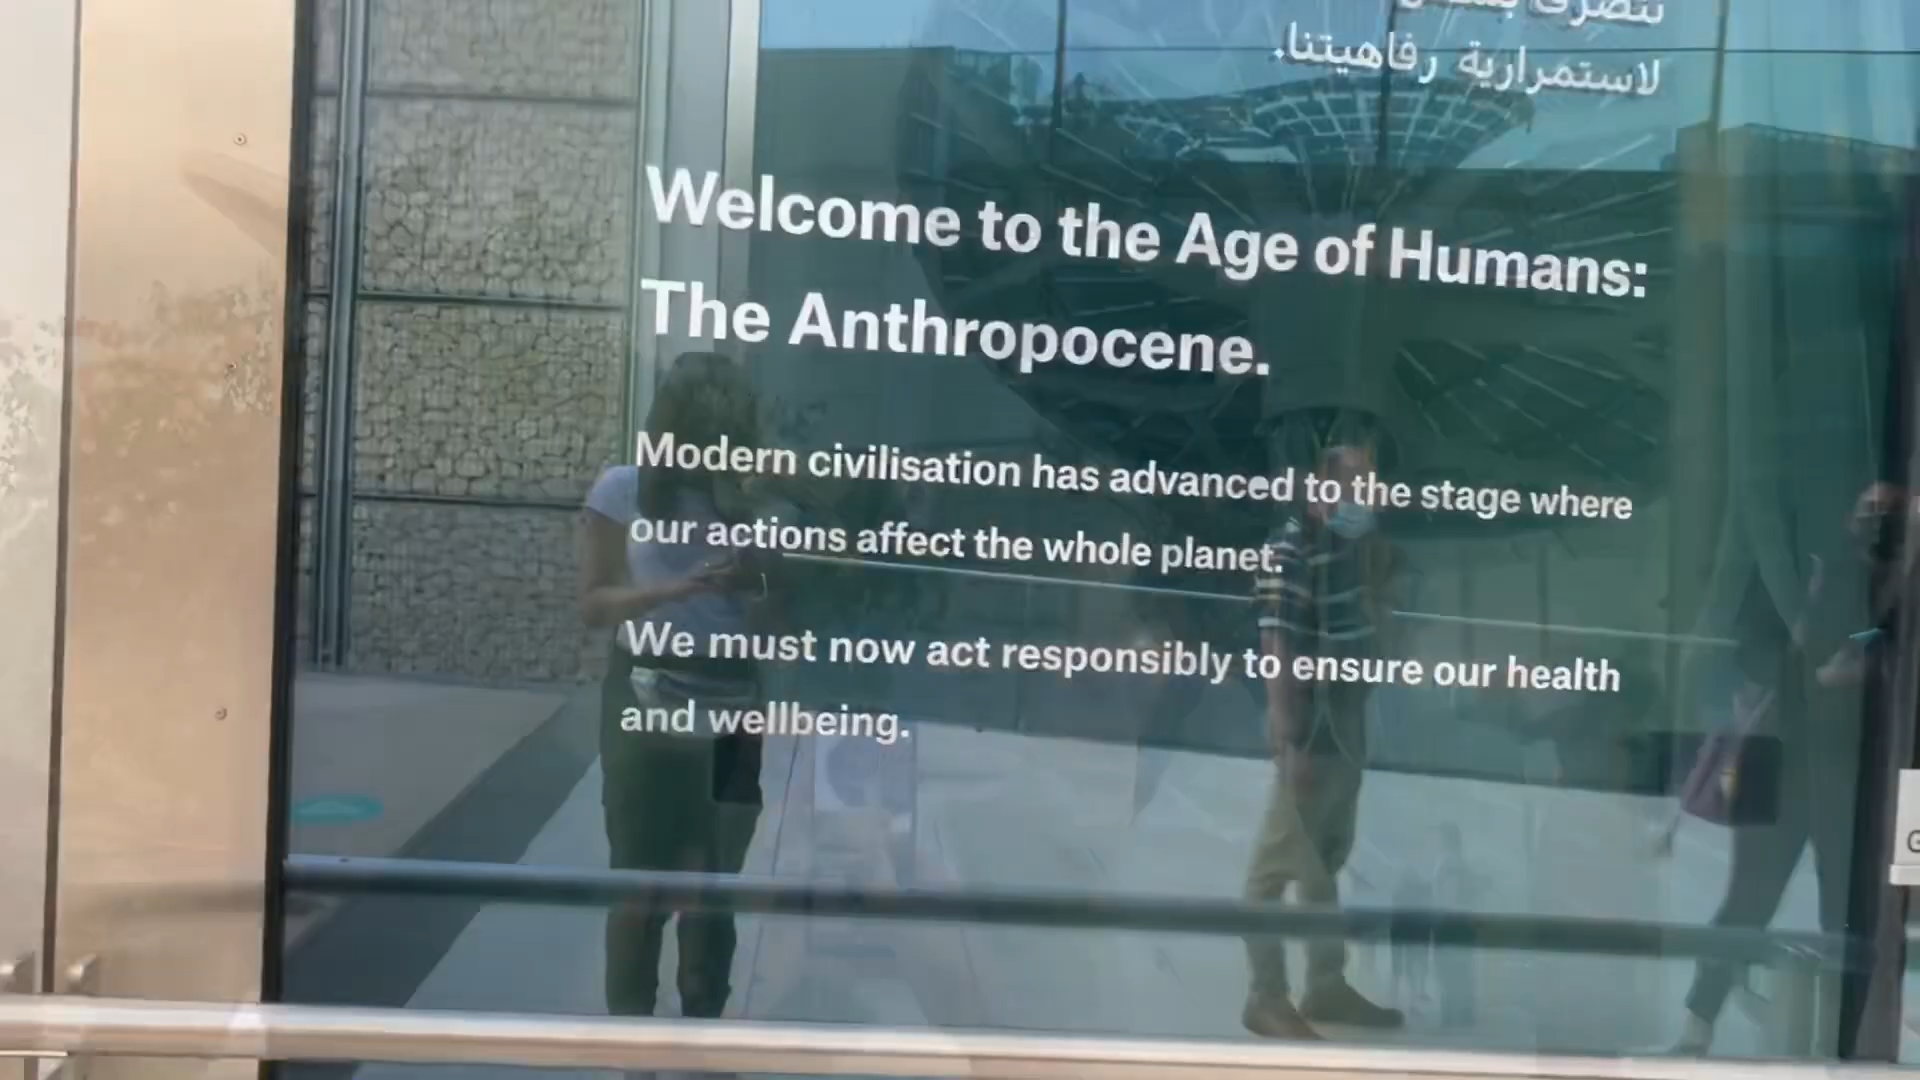 لاستمرارية رفاهيتنا.
Welcome to the Age of Humans:
The Anthropocene.
Modern civilisation has advanced to the stage where
our actions affect the whole planet.
We must now act responsibly to ensure our health
and wellbeing.